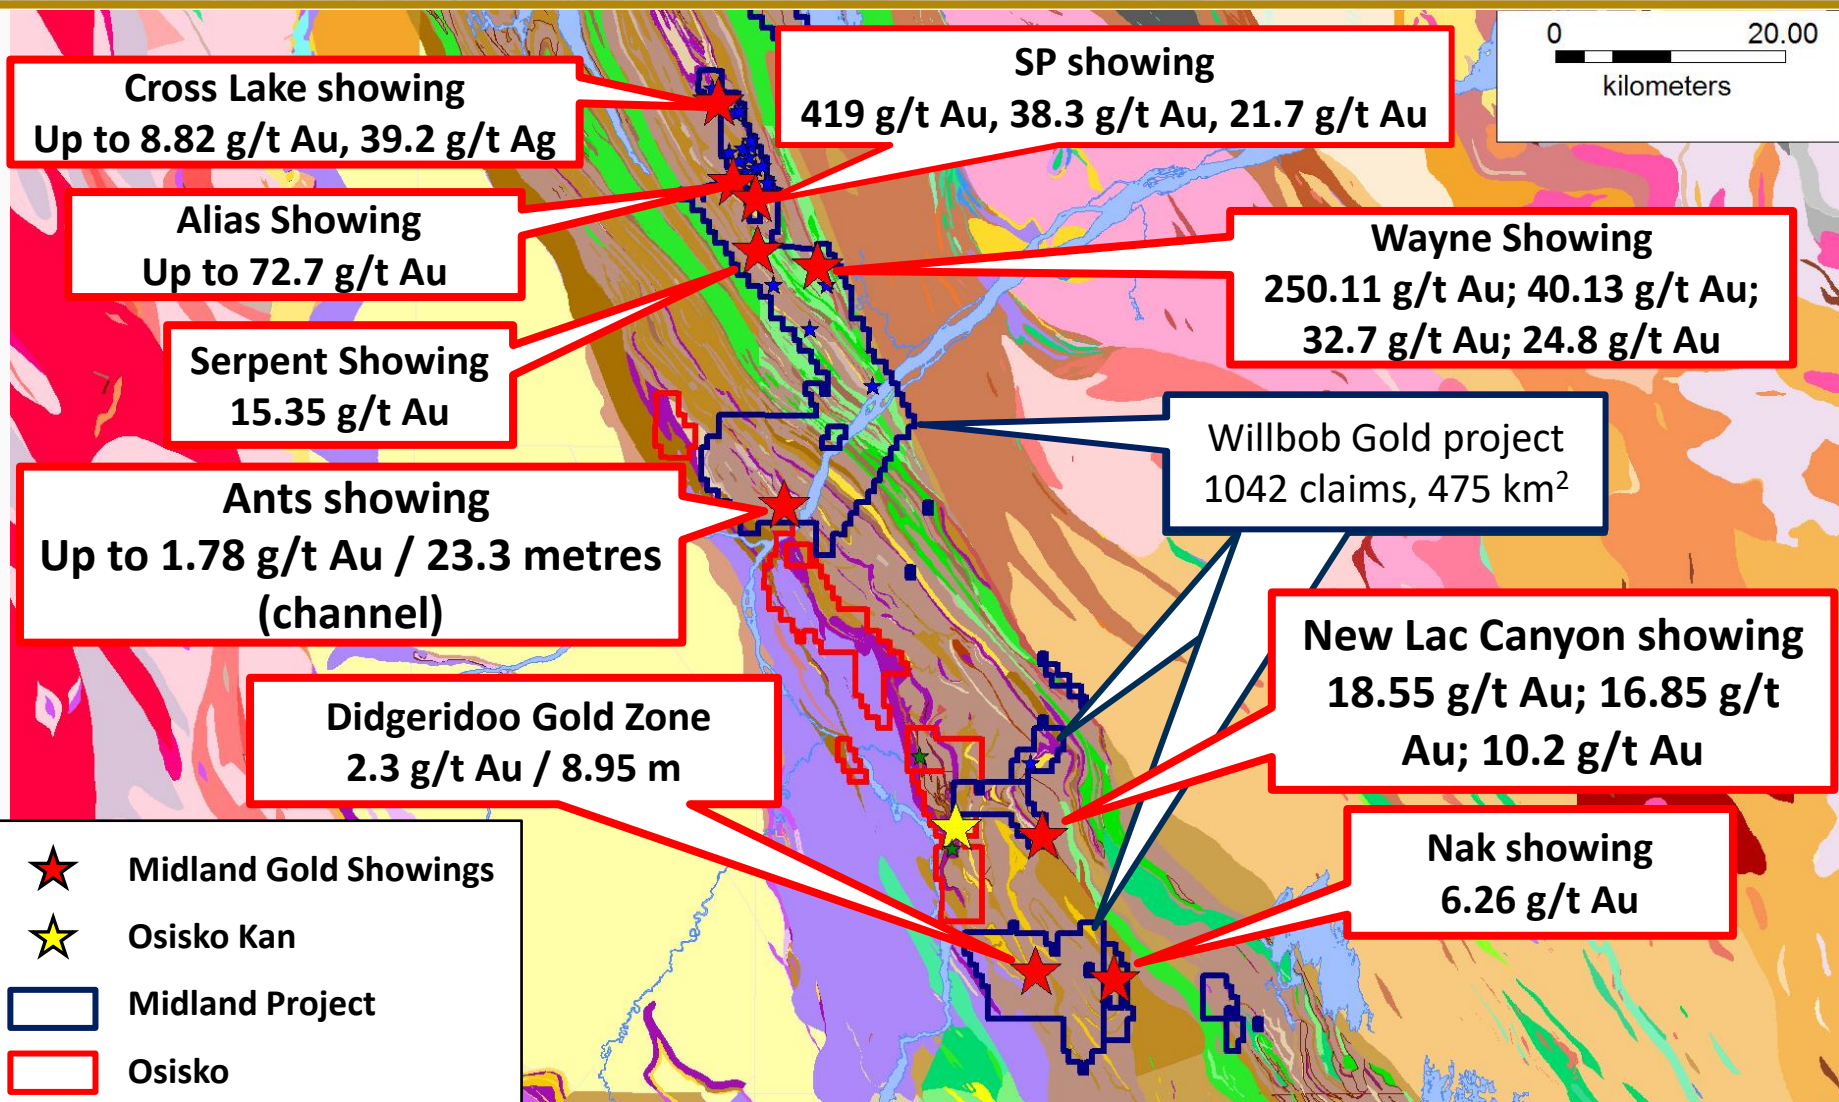 0 20.00
kilometers
Cross Lake showing
Up to 8.82 g/t Au, 39.2 g/t Ag
SP showing
419 g/t Au, 38.3 g/t Au, 21.7 g/t Au
Alias Showing
Up to 72.7 g/t Au
Wayne Showing
250.11 g/t Au; 40.13 g/t Au;
32.7 g/t Au; 24.8 g/t Au
Serpent Showing
15.35 g/t Au
Willbob Gold project
1042 claims, 475 km²
Ants showing
Up to 1.78 g/t Au / 23.3 metres
(channel)
New Lac Canyon showing
18.55 g/t Au; 16.85 g/t
Au; 10.2 g/t Au
Didgeridoo Gold Zone
2.3 g/t Au / 8.95 m
Nak showing
6.26 g/t Au
Midland Gold Showings
Osisko Kan
Midland Project
Osisko